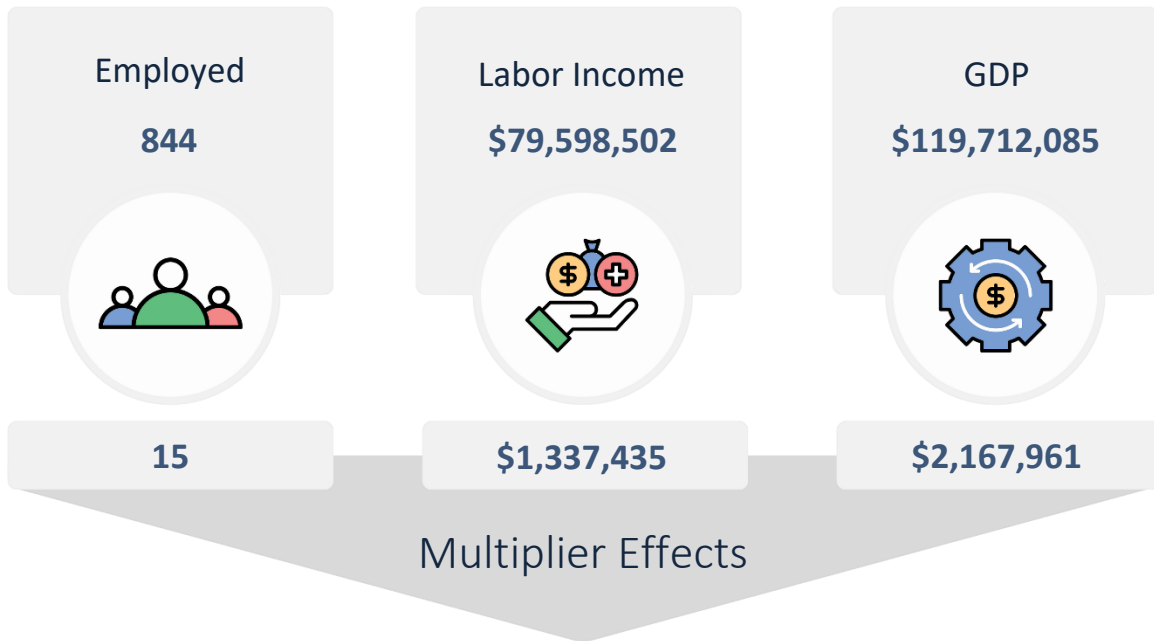 Employed
844
Labor Income
$79,598,502
GDP
$119,712,085
$
$
15
$1,337,435
$2,167,961
Multiplier Effects